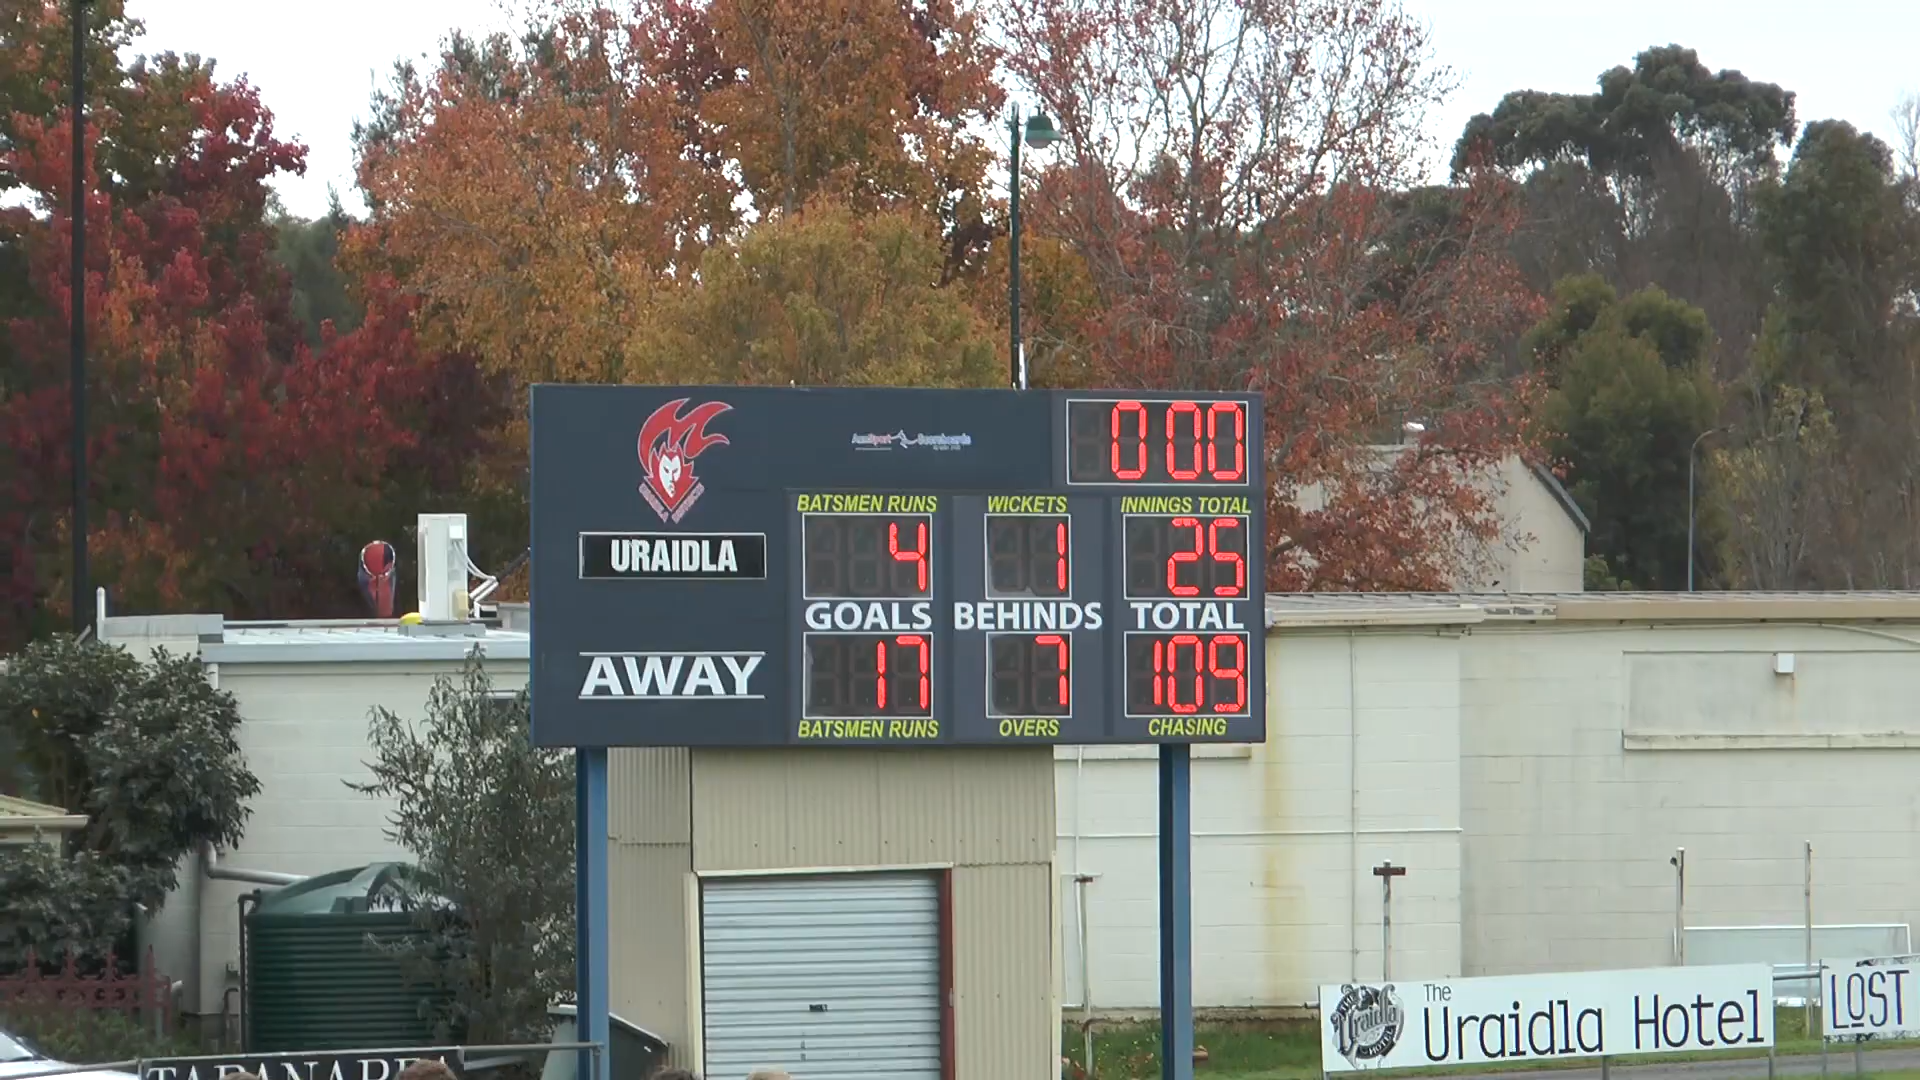 0 00
BATSMEN RUNS WICKETS INNINGS TOTAL
URAIDLA 4 1 25
GOALS BEHINDS TOTAL
AWAY 17 7 109
BATSMEN RUNS OVERS CHASING
The
Uraidla Hotel
LOST